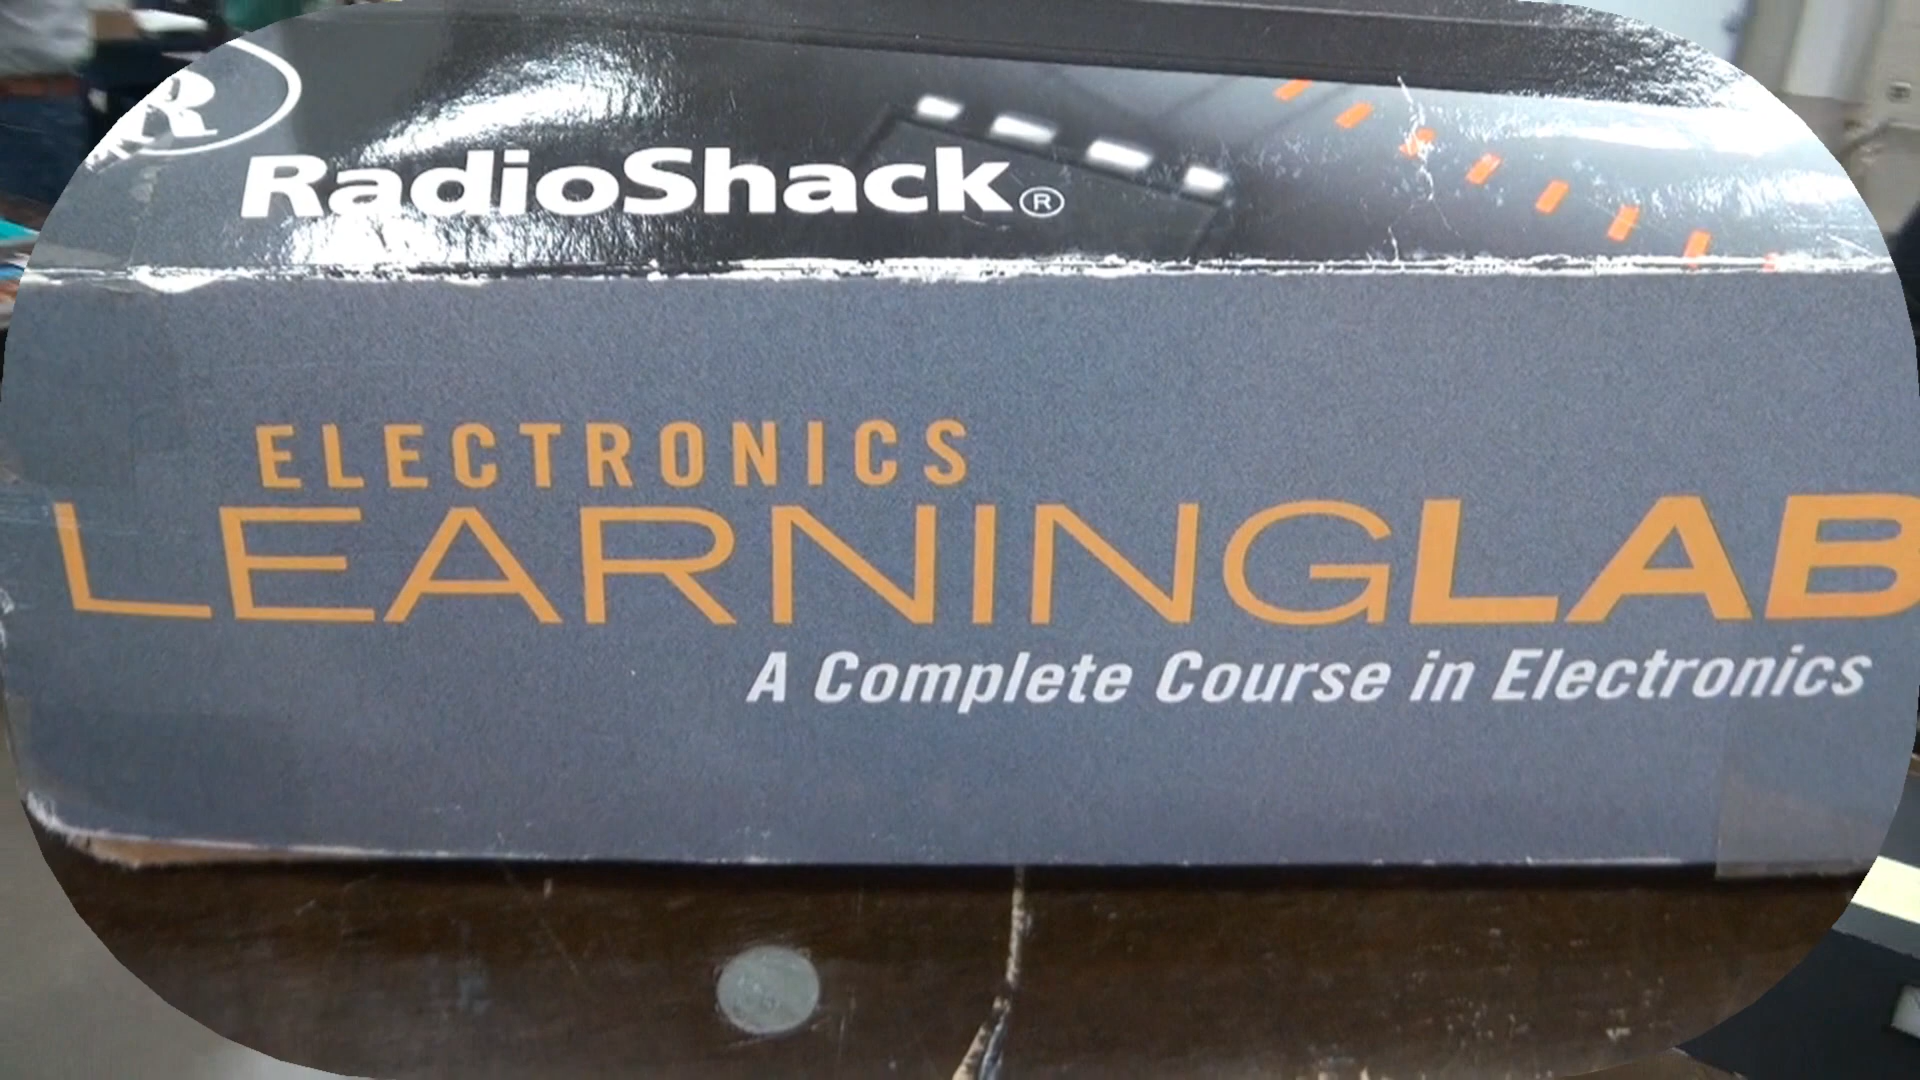 R
RadioShack®
ELECTRONICS
LEARNINGLAB
A Complete Course in Electronics